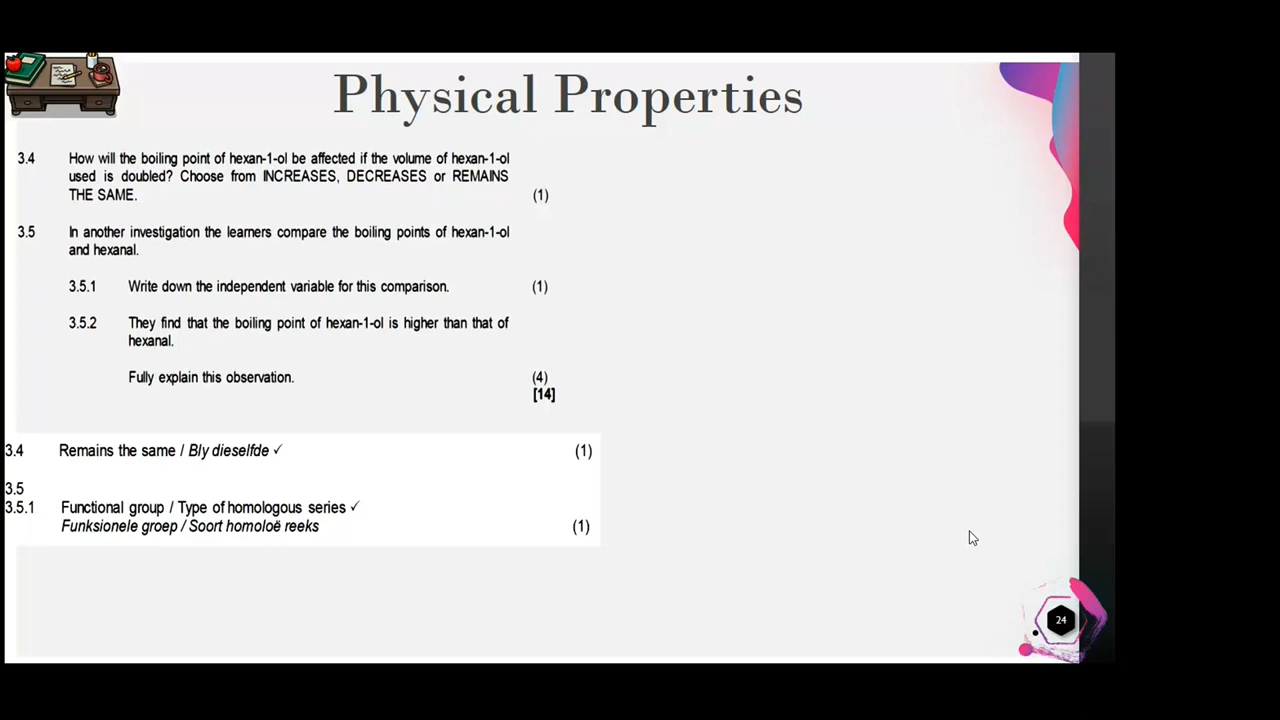 Physical Properties
3.4 How will the boiling point of hexan-1-ol be affected if the volume of hexan-1-ol
used is doubled? Choose from INCREASES, DECREASES or REMAINS
THE SAME. (1)
3.5 In another investigation the learners compare the boiling points of hexan-1-ol
and hexanal.
3.5.1 Write down the independent variable for this comparison. (1)
3.5.2 They find that the boiling point of hexan-1-ol is higher than that of
hexanal.
Fully explain this observation. (4)
[14]
3.4 Remains the same / Bly dieselfde ✓ (1)
3.5
3.5.1 Functional group / Type of homologous series ✓
Funksionele groep / Soort homoloë reeks (1)
24